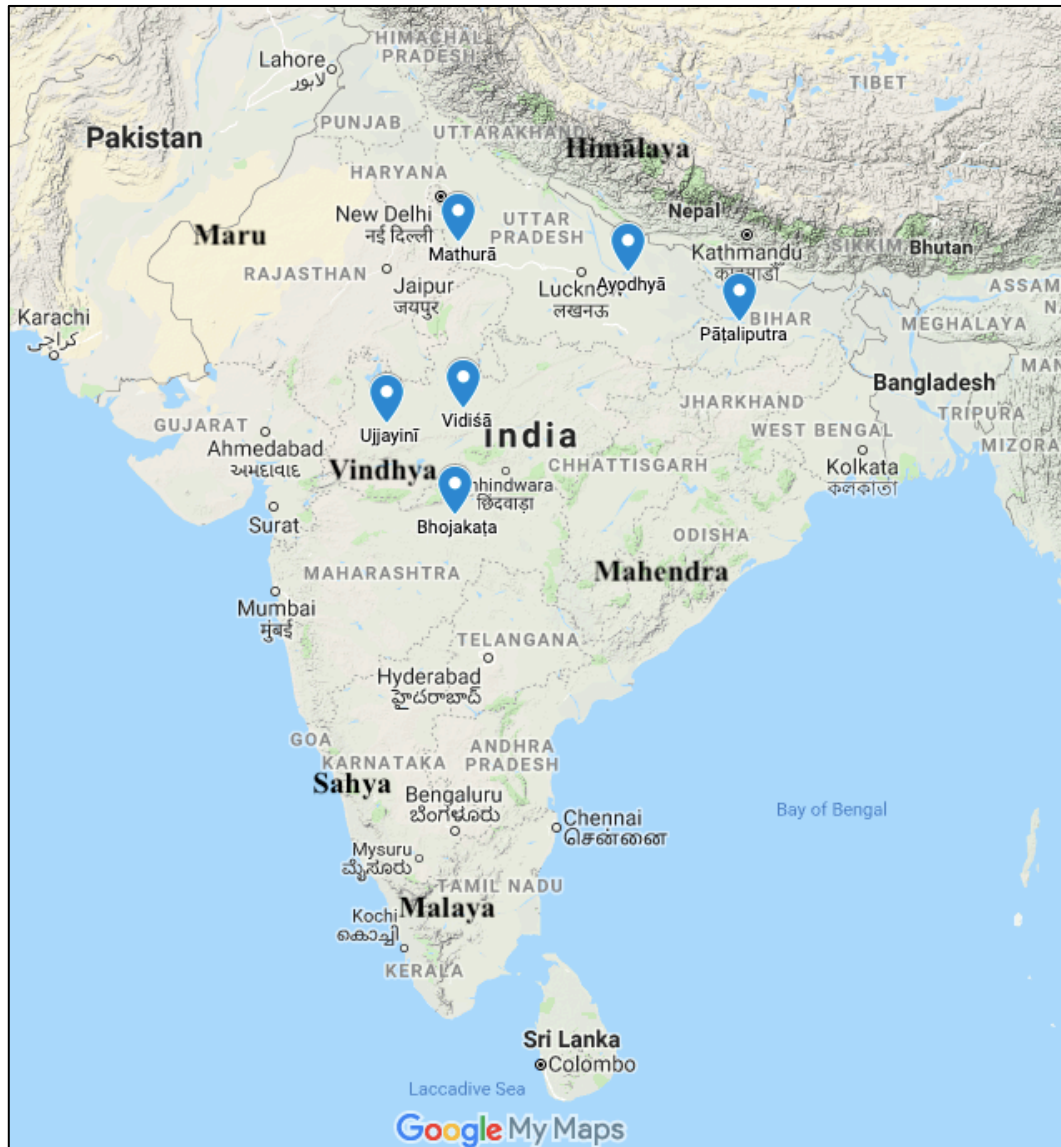 HIMACHAL
PRADESH
Lahore
لاہور
TIBET
PUNJAB
Pakistan
UTTARAKHAND
Himālaya
HARYANA
New Delhi
नई दिल्ली
Mathurā
UTTAR
PRADESH
Nepal
Maru
SIKKIM
Bhutan
Kathmandu
RAJASTHAN
Jaipur
जयपुर
Lucknow
लखनऊ
Ayodhyā
ASSAM
Karachi
کراچی
Pāṭaliputra
BIHAR
MEGHALAYA
Bangladesh
Ujjayinī
Vidiśā
India
JHARKHAND
TRIPURA
GUJARAT
Ahmedabad
અમદાવાદ
WEST BENGAL
MIZORA
Vindhya
CHHATTISGARH
Kolkata
কলকাতা
hhindwara
छिंदवाड़ा
Surat
Bhojakaṭa
ODISHA
MAHARASHTRA
Mahendra
Mumbai
मुंबई
TELANGANA
Hyderabad
హైదరాబాద్
GOA
KARNATAKA
ANDHRA
PRADESH
Sahya
Bengaluru
ಬೆಂಗಳೂರು
Chennai
சென்னை
Bay of Bengal
Mysuru
ಮೈಸೂರು
TAMIL NADU
Malaya
Kochi
കൊച്ചി
KERALA
Sri Lanka
Colombo
Laccadive Sea
Google My Maps